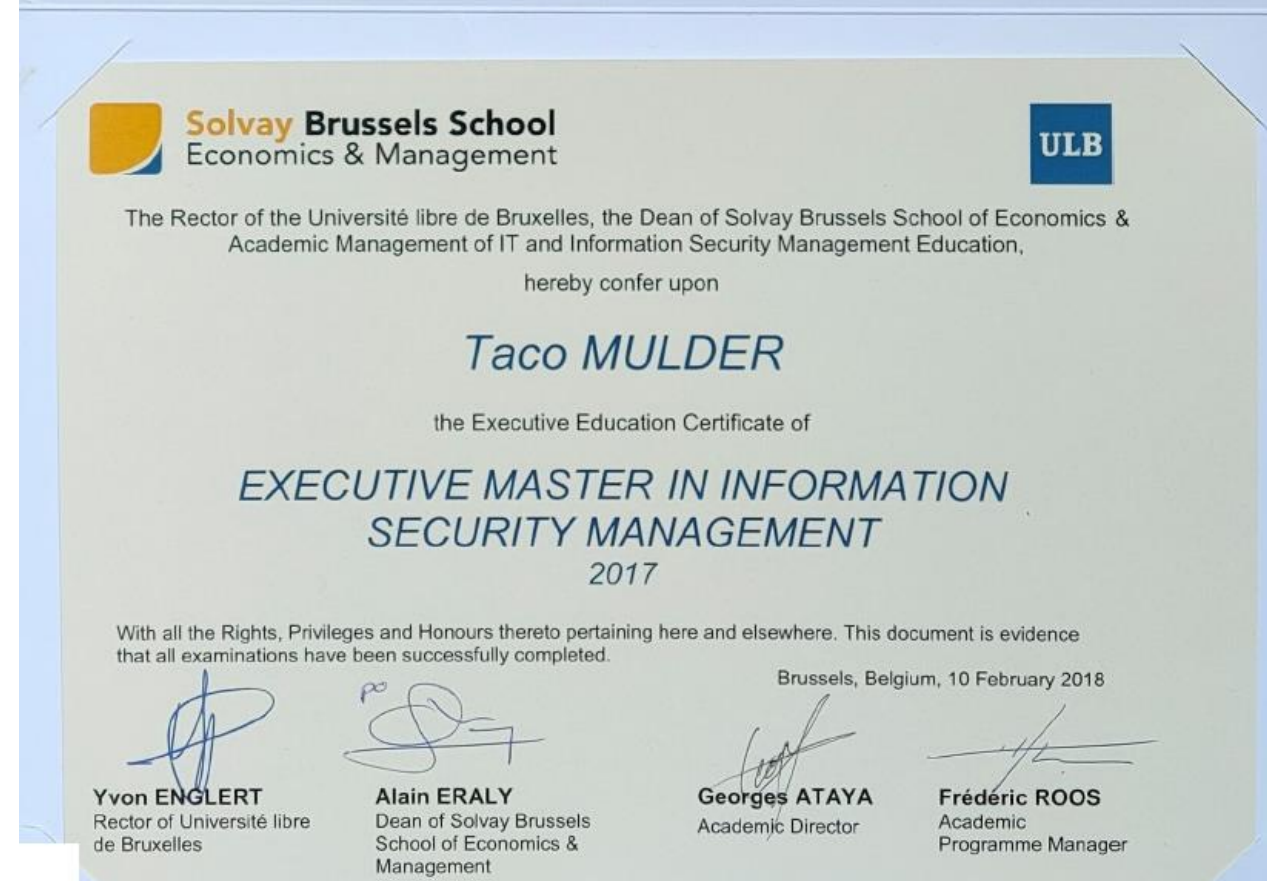 Solvay Brussels School
Economics & Management
ULB
The Rector of the Université libre de Bruxelles, the Dean of Solvay Brussels School of Economics &
Academic Management of IT and Information Security Management Education,
hereby confer upon
Taco MULDER
the Executive Education Certificate of
EXECUTIVE MASTER IN INFORMATION
SECURITY MANAGEMENT
2017
With all the Rights, Privileges and Honours thereto pertaining here and elsewhere. This document is evidence
that all examinations have been successfully completed.
Brussels, Belgium, 10 February 2018
po
Yvon ENGLERT
Rector of Université libre
de Bruxelles
Alain ERALY
Dean of Solvay Brussels
School of Economics &
Management
Georges ATAYA
Academic Director
Frédéric ROOS
Academic
Programme Manager